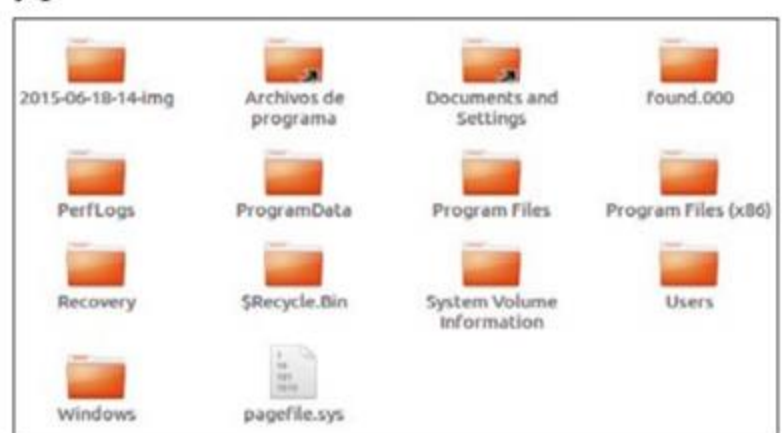 2015-06-18-14-img
Archivos de
programa
Documents and
Settings
found.000
PerfLogs
ProgramData
Program Files
Program Files (x86)
Recovery
$Recycle.Bin
System Volume
Information
Users
Windows
pagefile.sys